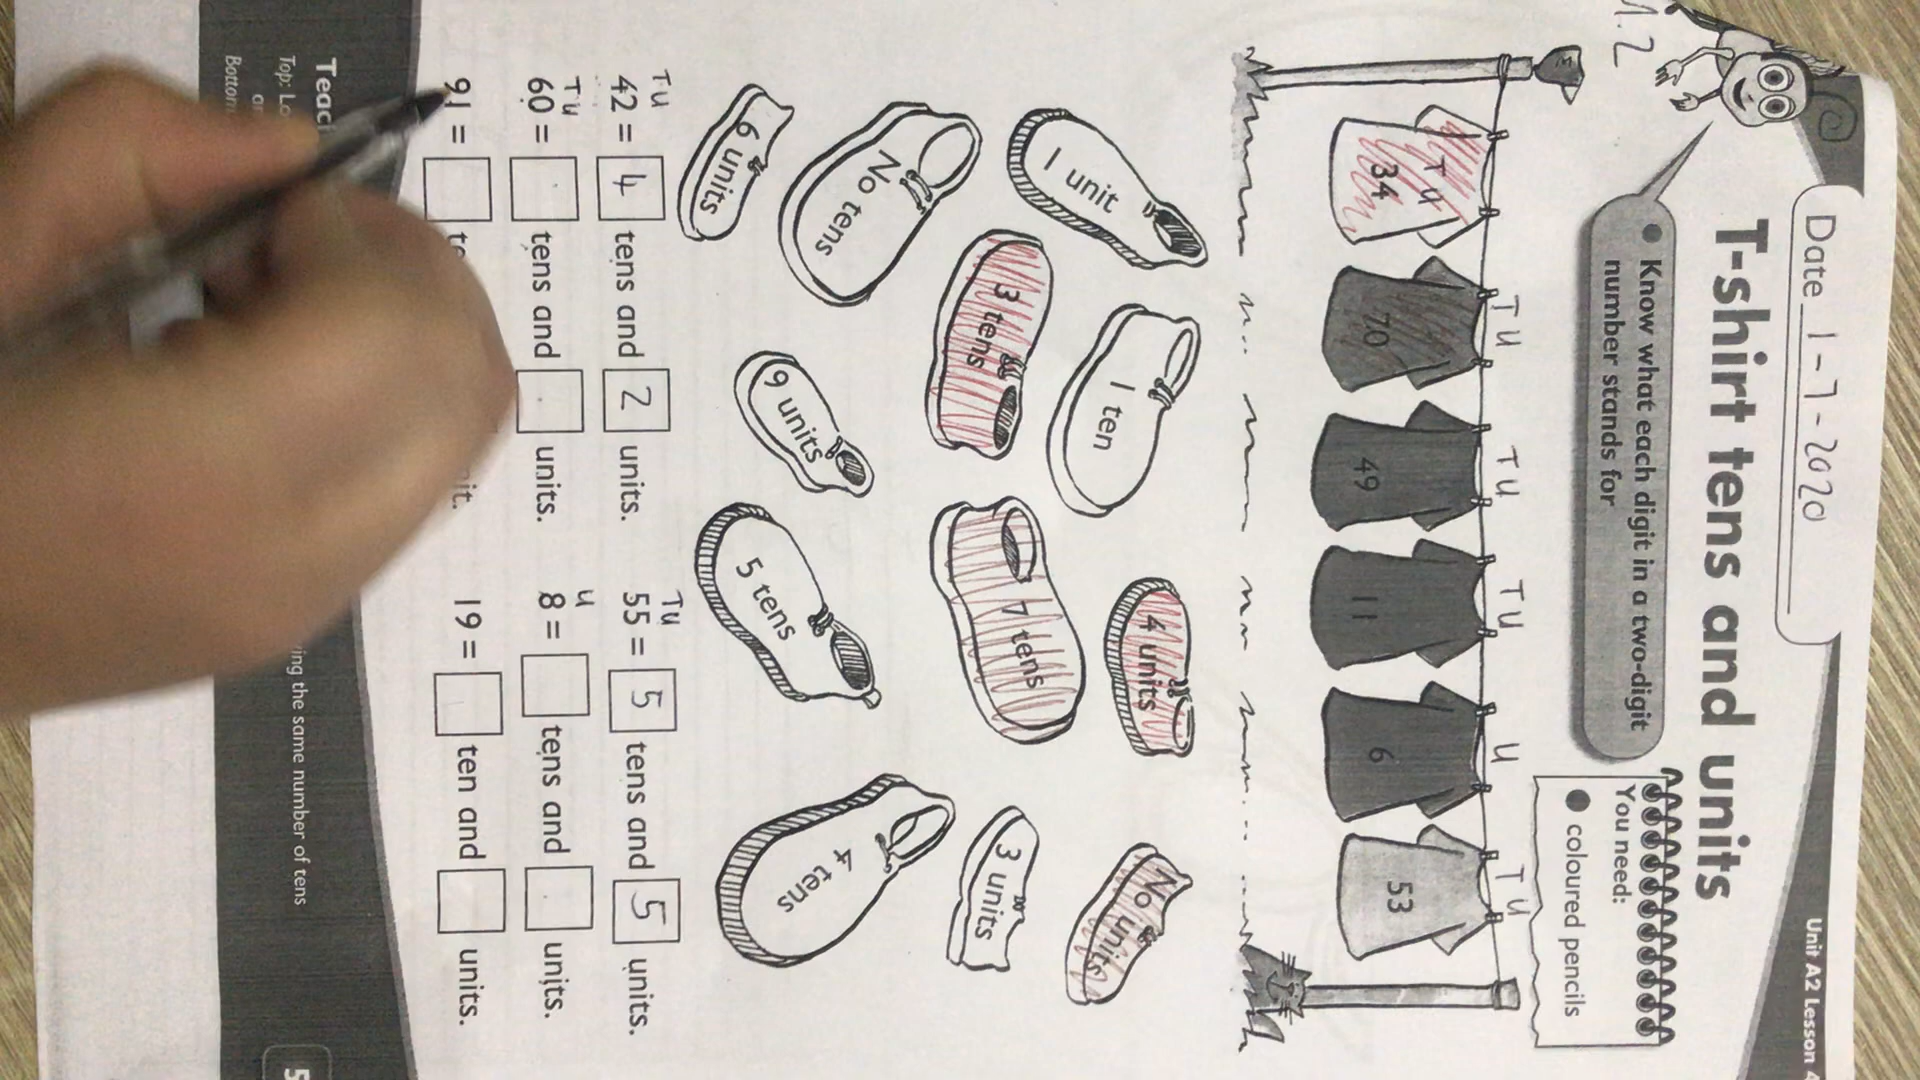 Unit A2 Lesson 4
Date 1-7-2020
1.2
T-shirt tens and units
● Know what each digit in a two-digit
number stands for
You need:
● coloured pencils
TU TU TU U TU
TU
34 70 49 11 6 53
1 unit
1 ten
4 units
No units
No tens
3 tens
7 tens
3 units
6 units
9 units
5 tens
4 tens
TU TU
42 = 4 tens and 2 units. 55 = 5 tens and 5 units.
TU U
60 = tens and units. 8 = tens and units.
91 = 19 = ten and units.
Top:
the same number of tens